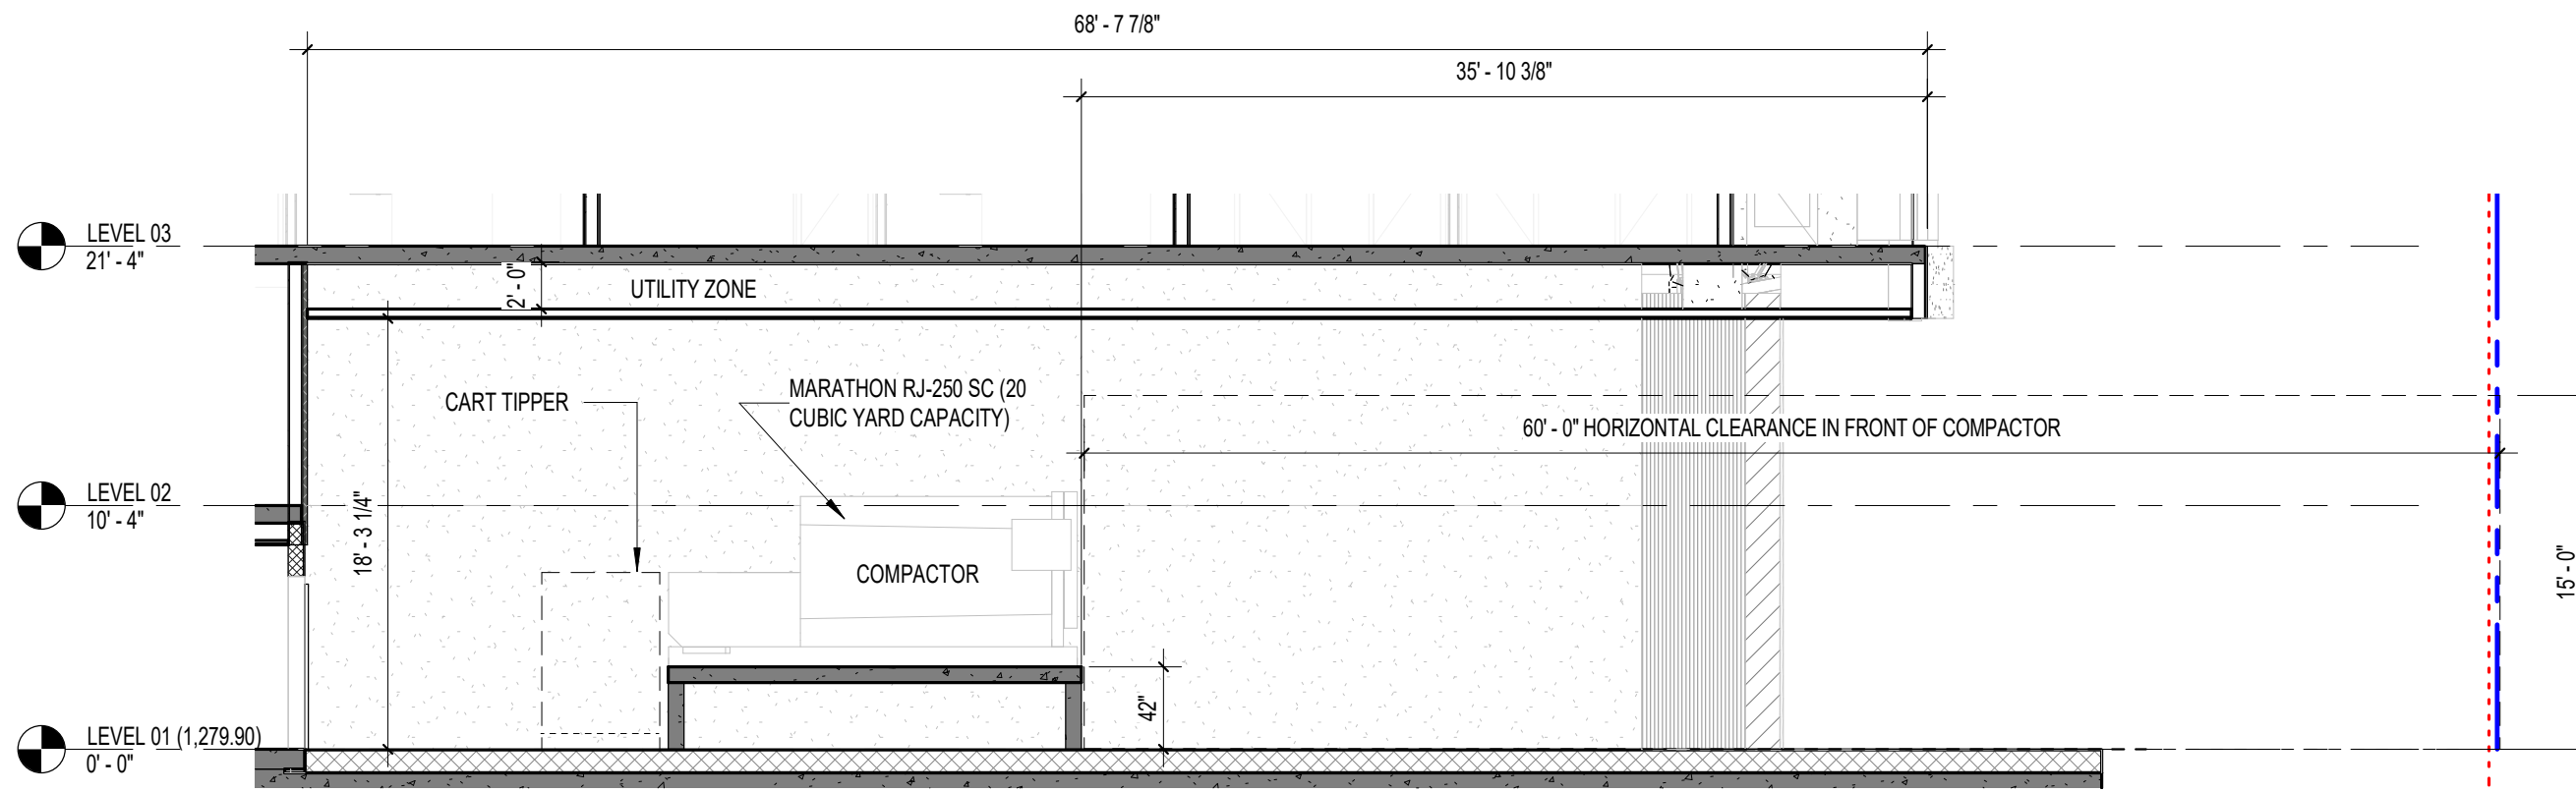 68' - 7 7/8"
35' - 10 3/8"
LEVEL 03
21' - 4"
2' - 0"
UTILITY ZONE
CART TIPPER
MARATHON RJ-250 SC (20
CUBIC YARD CAPACITY)
60' - 0" HORIZONTAL CLEARANCE IN FRONT OF COMPACTOR
LEVEL 02
10' - 4"
18' - 3 1/4"
COMPACTOR
15' - 0"
42"
LEVEL 01 (1,279.90)
0' - 0"